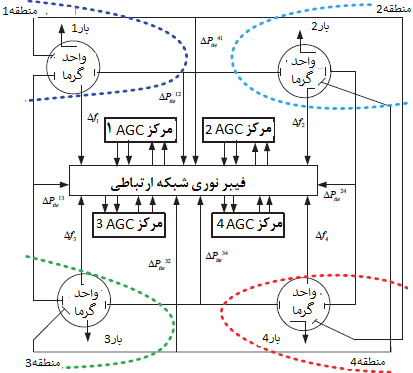 منطقه1
منطقه2
بار1
بار2
واحد
گرما
واحد
گرما
ΔP_tie^41
ΔP_tie^12
Δf_1
Δf_2
مرکز AGC 1
مرکز AGC 2
فیبر نوری شبکه ارتباطی
ΔP_tie^13
ΔP_tie^24
مرکز AGC 3
مرکز AGC 4
Δf_3
ΔP_tie^32
ΔP_tie^34
Δf_4
واحد
گرما
واحد
گرما
بار3
بار4
منطقه3
منطقه4